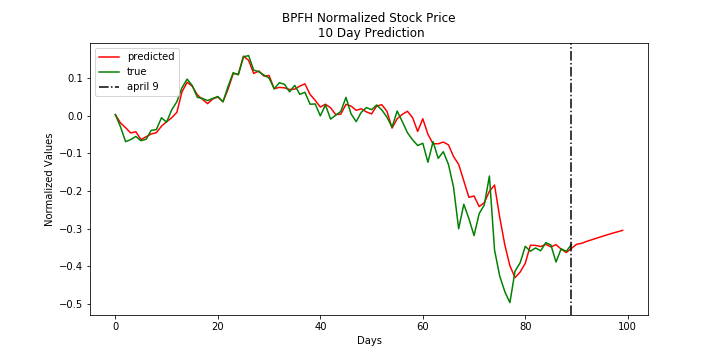 BPFH Normalized Stock Price
10 Day Prediction
predicted
true
april 9
Normalized Values
0.1
0.0
−0.1
−0.2
−0.3
−0.4
−0.5
0
20
40
60
80
100
Days